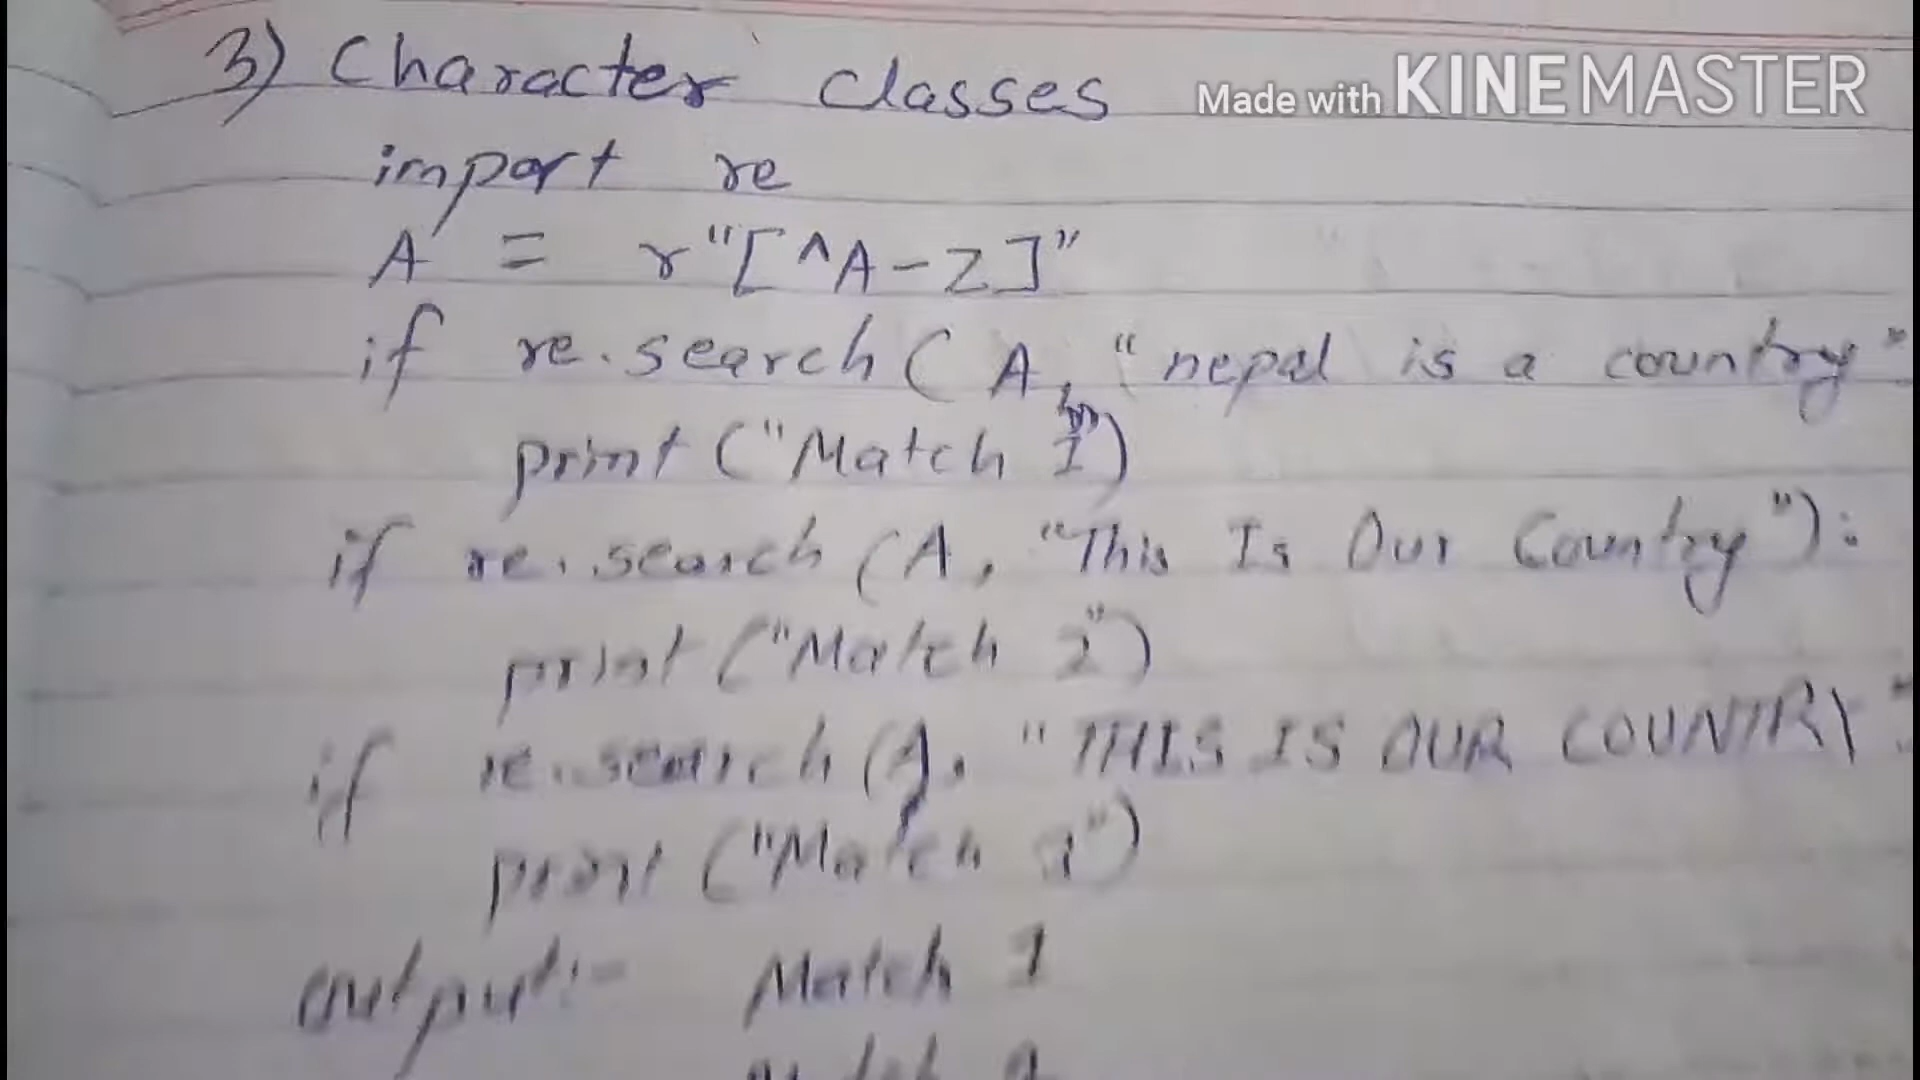 3) Character classes
Made with KINEMASTER
import re
A = r"[^A-Z]"
if re.search(A, "nepal is a country"
print("Match 1")
if re.search(A, "This Is Our Country"):
print("Match 2")
if re.search(A, "THIS IS OUR COUNTRY"
print("Match")
output:- Match 1